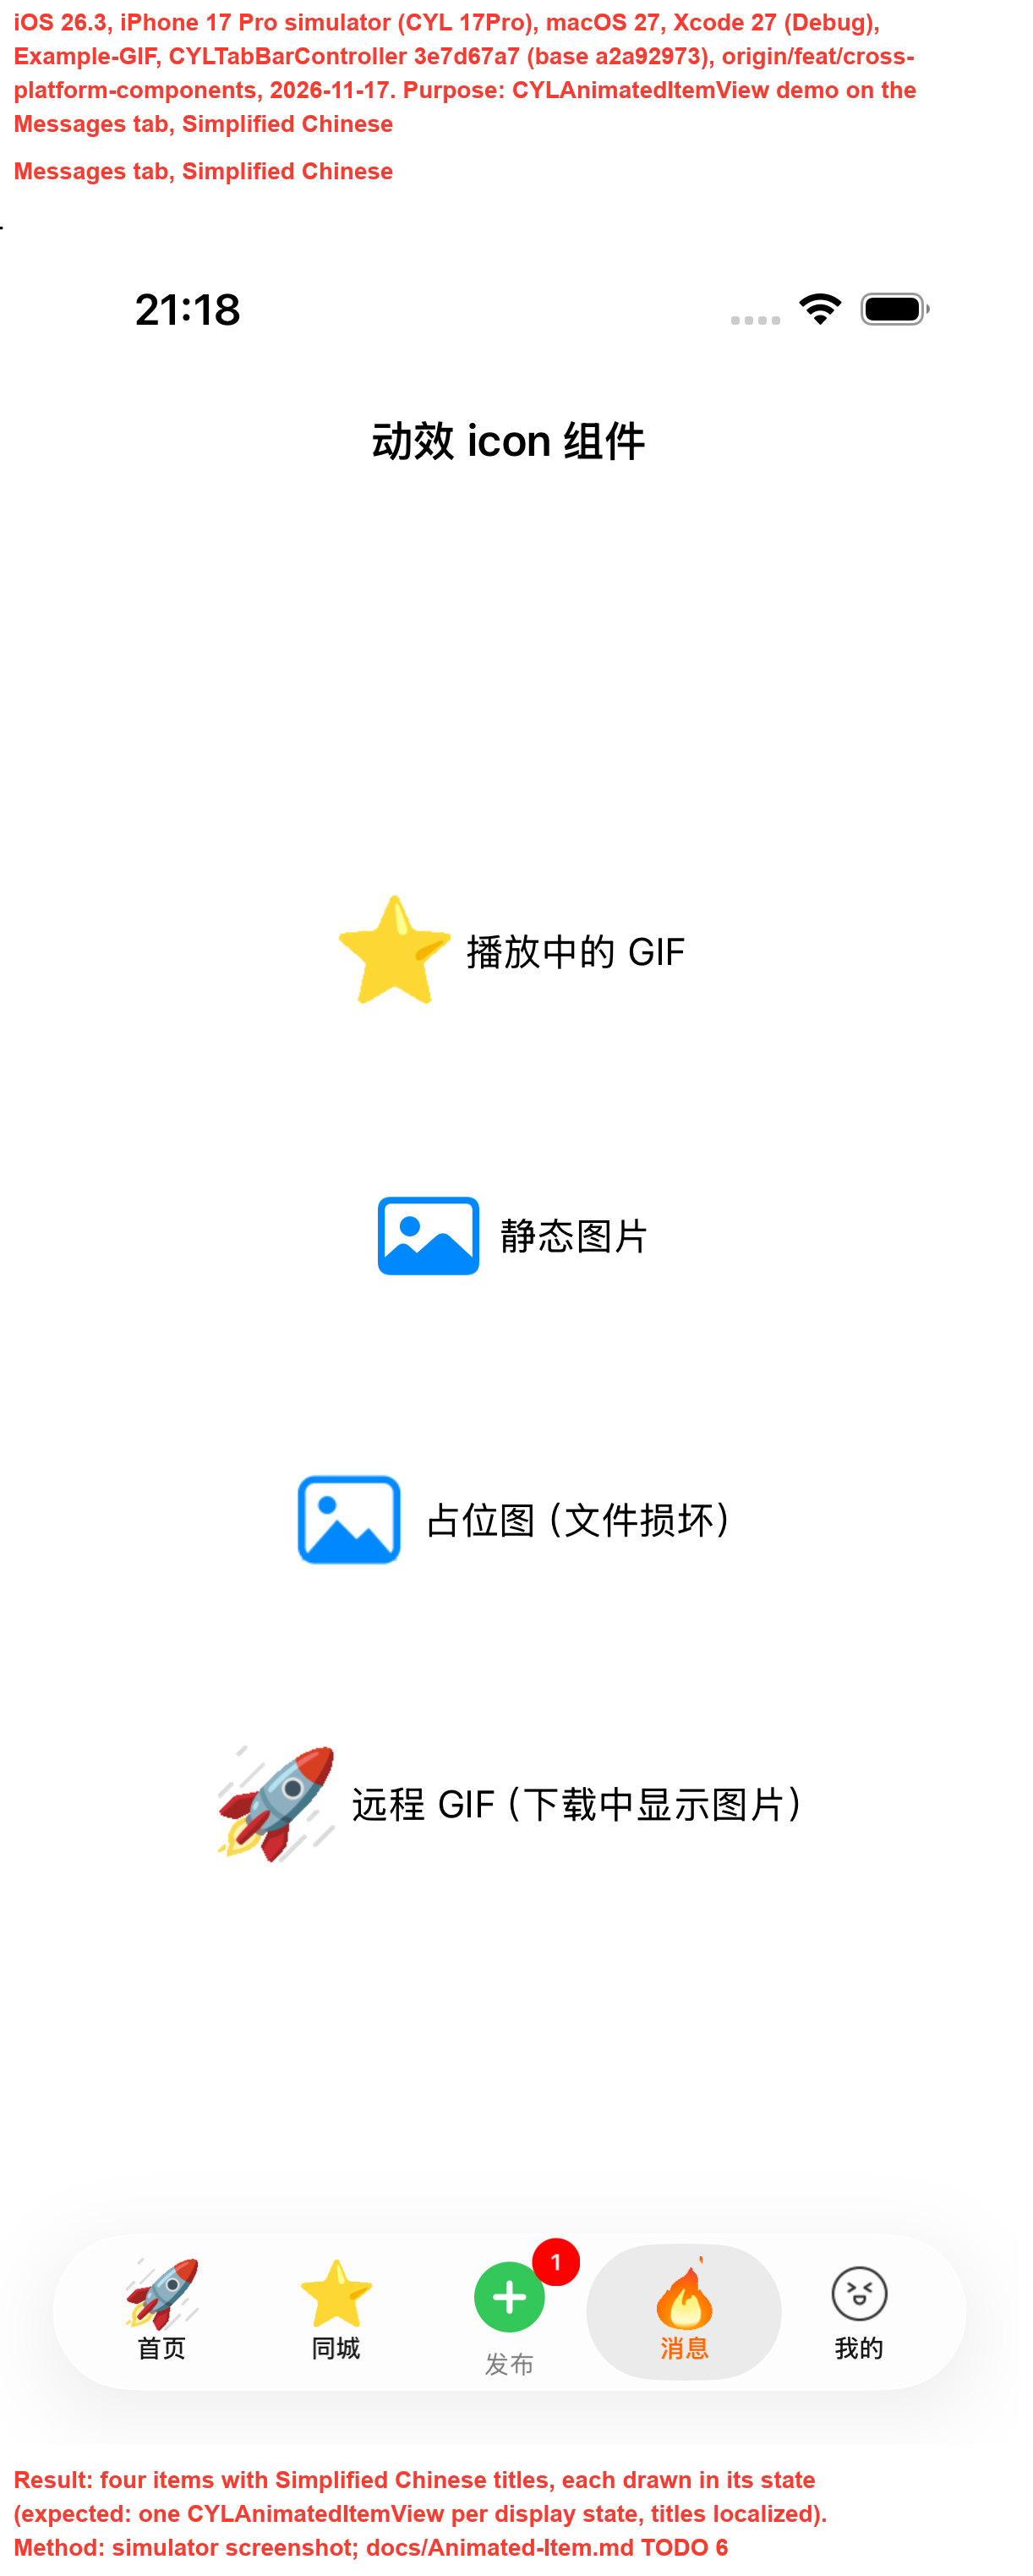 iOS 26.3, iPhone 17 Pro simulator (CYL 17Pro), macOS 27, Xcode 27 (Debug),
Example-GIF, CYLTabBarController 3e7d67a7 (base a2a92973), origin/feat/cross-
platform-components, 2026-11-17. Purpose: CYLAnimatedItemView demo on the
Messages tab, Simplified Chinese
Messages tab, Simplified Chinese
21:18
动效 icon 组件
播放中的 GIF
静态图片
占位图（文件损坏）
远程 GIF（下载中显示图片）
1
首页
同城
发布
消息
我的
Result: four items with Simplified Chinese titles, each drawn in its state
(expected: one CYLAnimatedItemView per display state, titles localized).
Method: simulator screenshot; docs/Animated-Item.md TODO 6